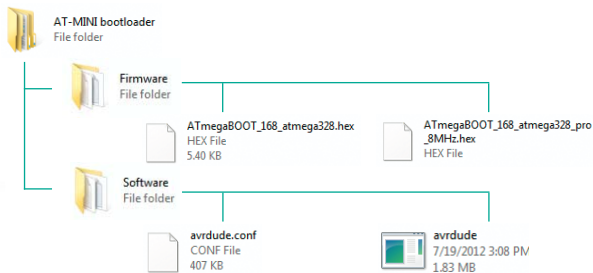 AT-MINI bootloader
File folder
Firmware
File folder
ATmegaBOOT_168_atmega328.hex
HEX File
5.40 KB
ATmegaBOOT_168_atmega328_pro
_8MHz.hex
HEX File
Software
File folder
avrdude.conf
CONF File
407 KB
avrdude
7/19/2012 3:08 PM
1.83 MB